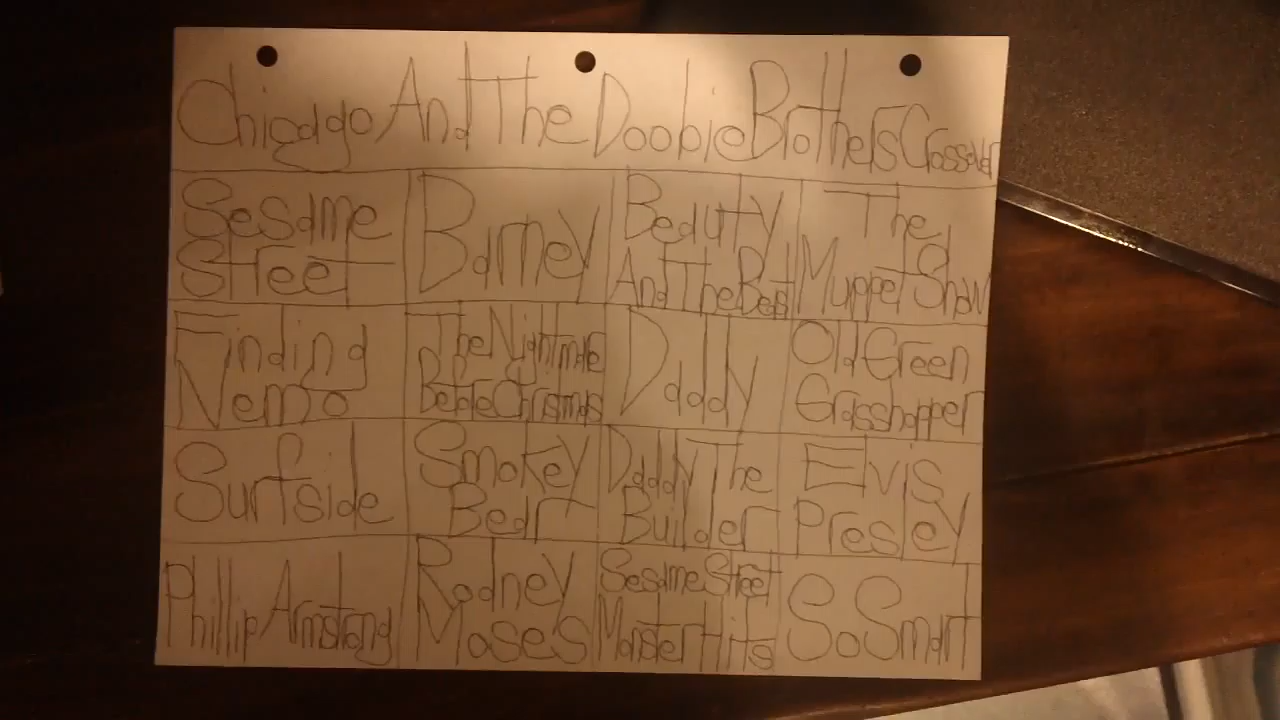 Chicago And The Doobie Brothers Crossover
Sesame
Street
Barney
Beauty
And The Beast
The
Muppet Show
Finding
Nemo
The Nightmare
Before Christmas
Daddy
Old Green
Grasshopper
Surfside
Smokey
Bear
Daddy The
Builder
Elvis
Presley
Phillip Armstrong
Rodney
Moses
Sesame Street
Monster Hits
So Smart